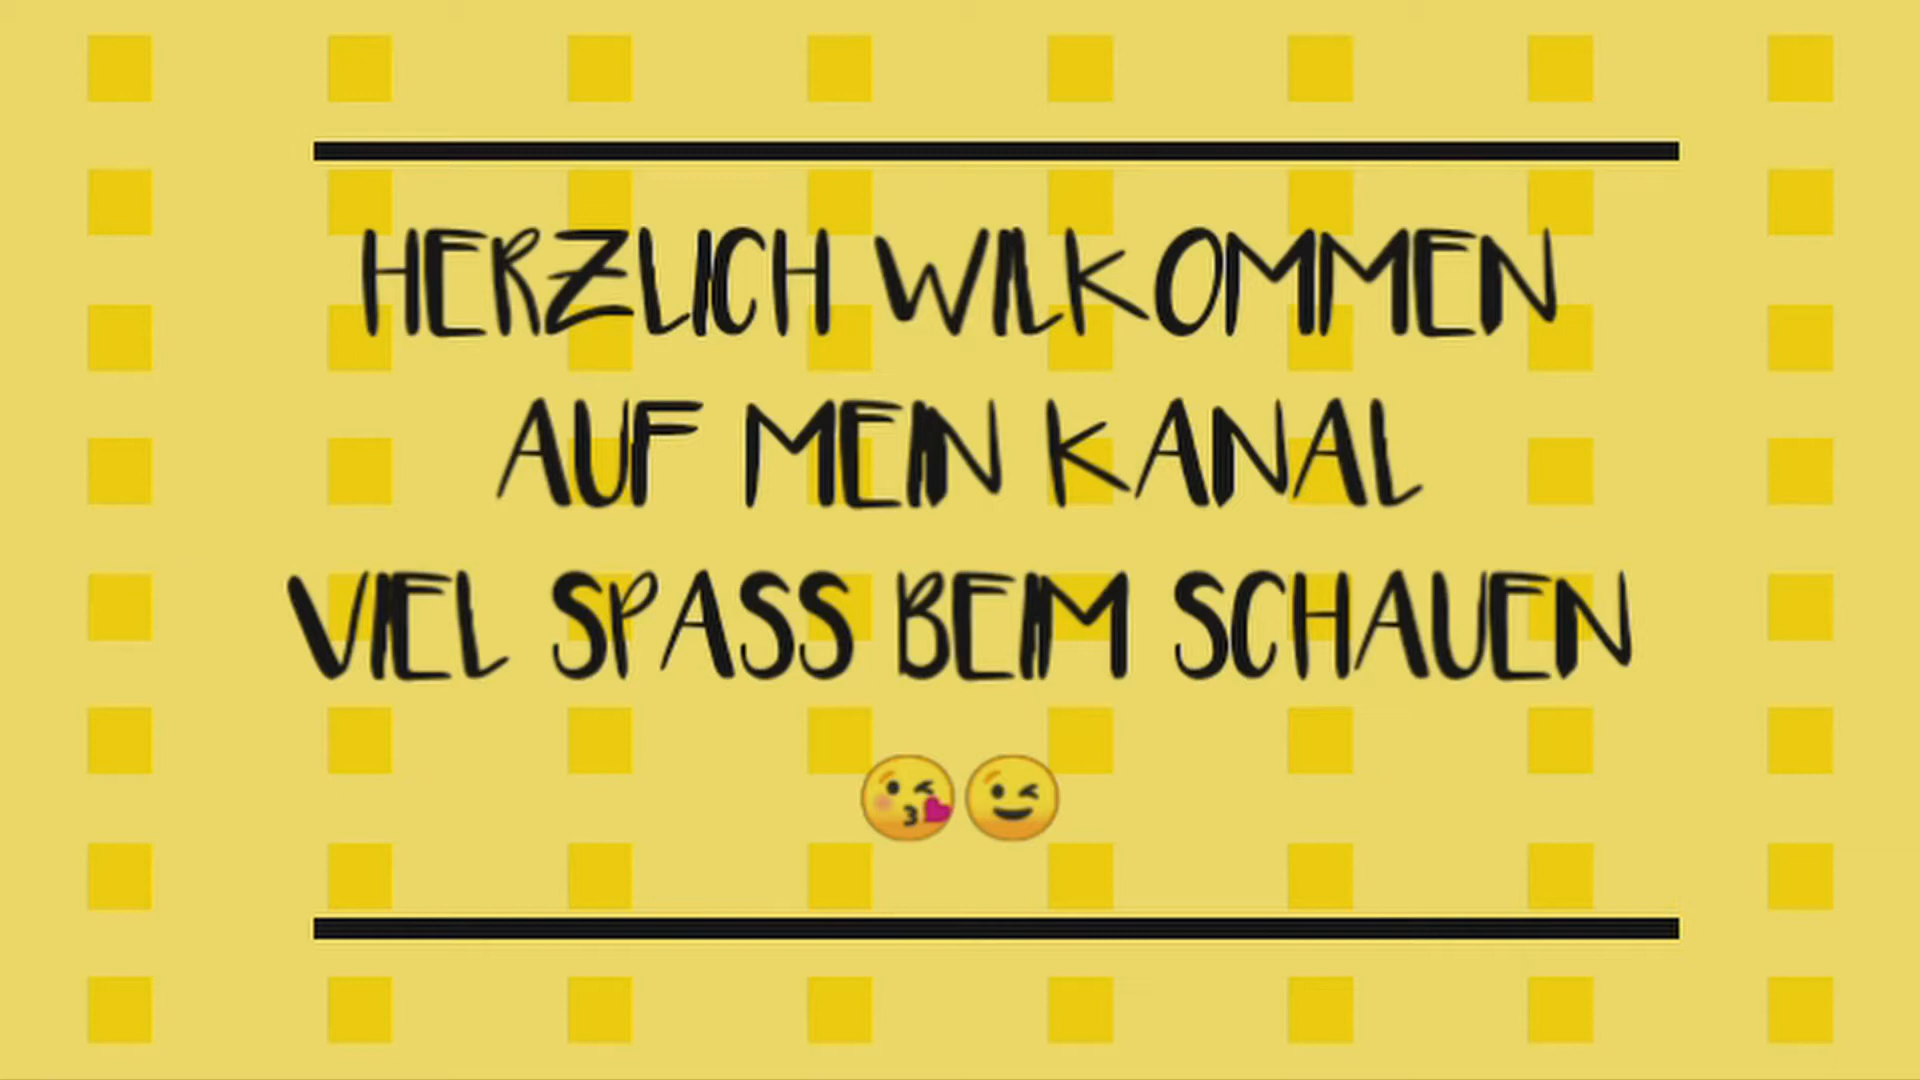 HERZLICH WILKOMMEN
AUF MEIN KANAL
VIEL SPASS BEIM SCHAUEN
😘😉